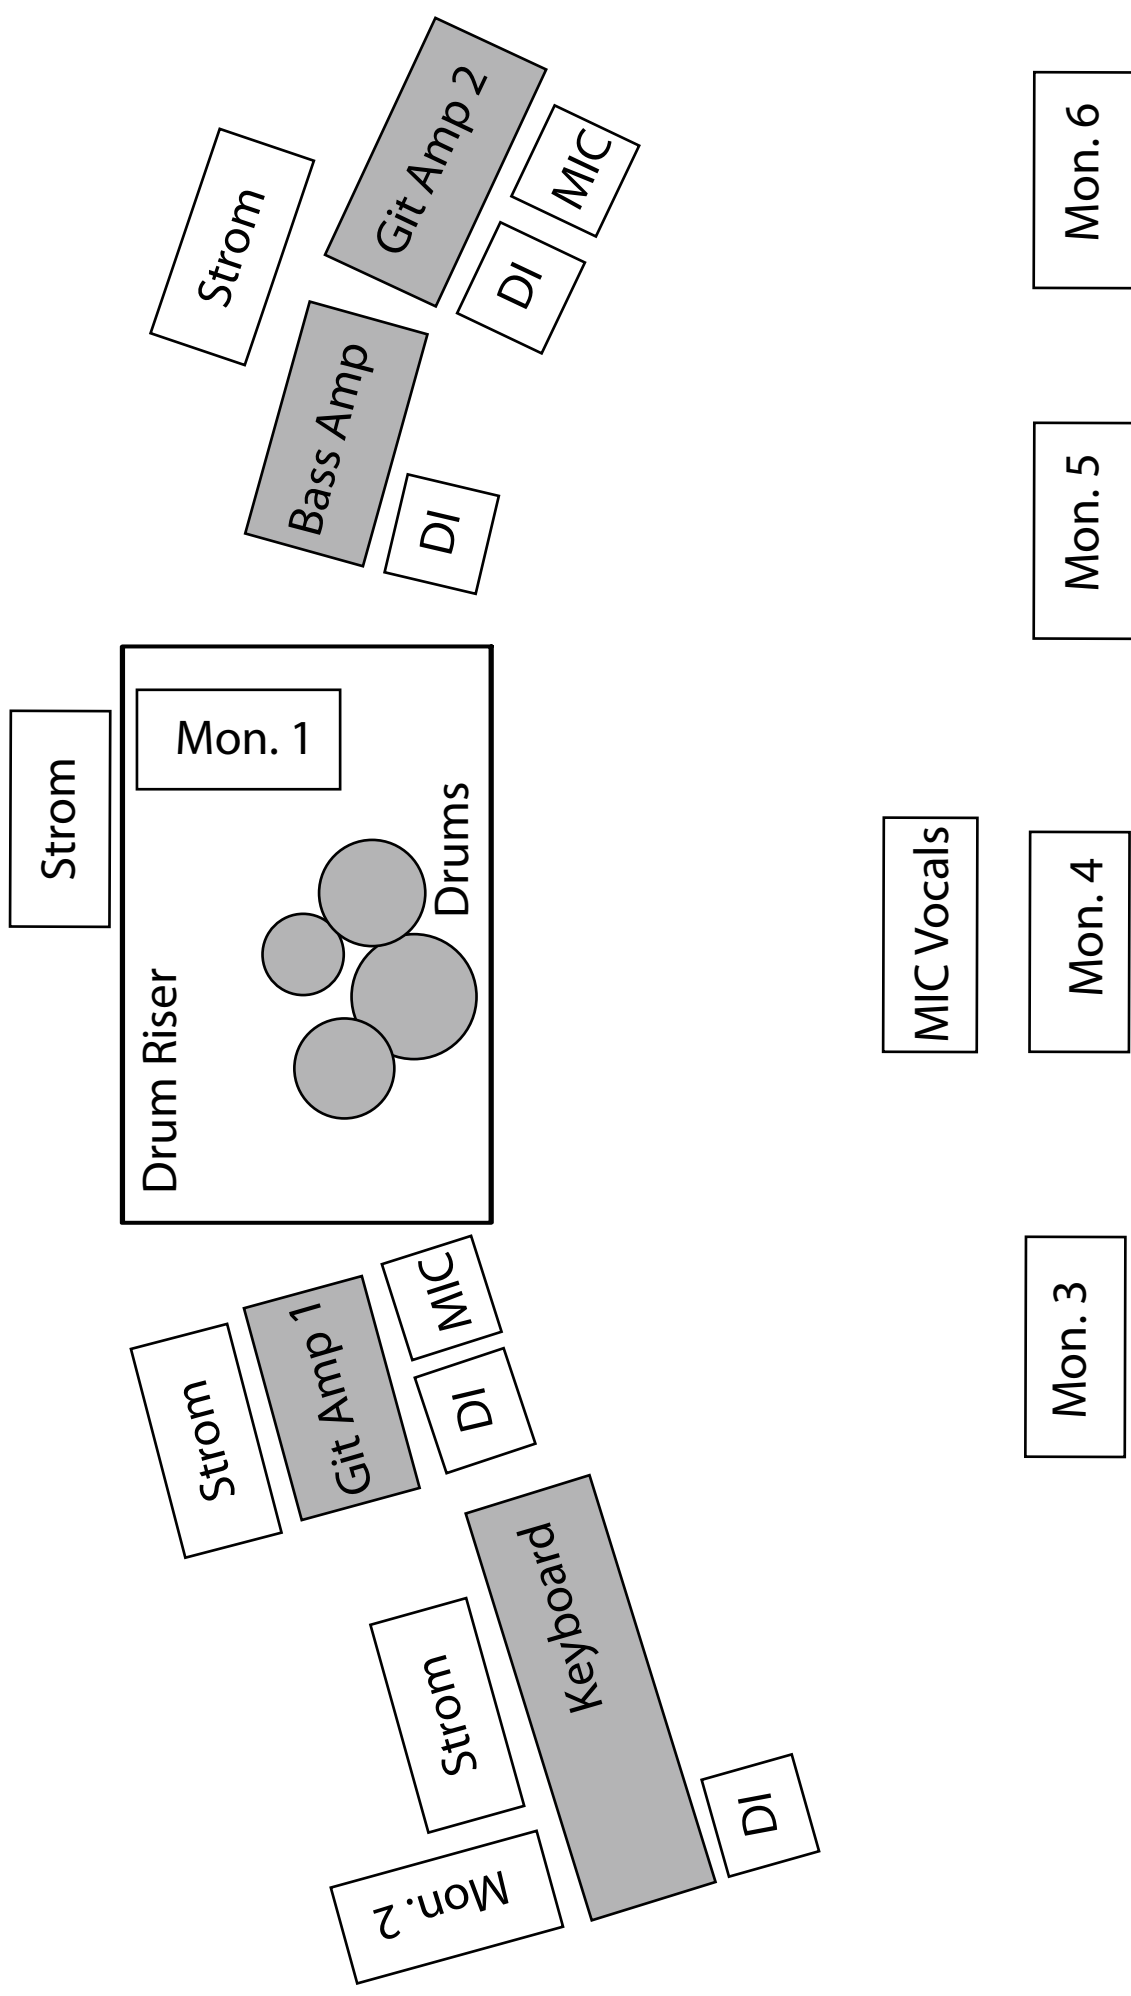 Strom
Drum Riser
Mon. 1
Drums
Strom
Git Amp 1
MIC
DI
Strom
Mon. 2
Keyboard
DI
Bass Amp
DI
Strom
Git Amp 2
DI
MIC
MIC Vocals
Mon. 3
Mon. 4
Mon. 5
Mon. 6